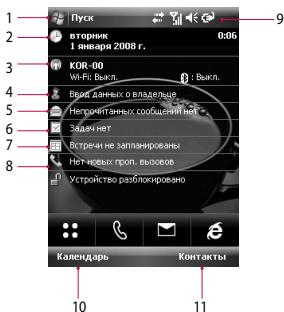 1 Пуск 9
2 вторник 0:06
1 января 2008 г.
3 KOR-00
Wi-Fi: Выкл. : Выкл.
4 Ввод данных о владельце
5 Непрочитанных сообщений нет
6 Задач нет
7 Встречи не запланированы
8 Нет новых проп. вызовов
Устройство разблокировано
Календарь Контакты
10 11